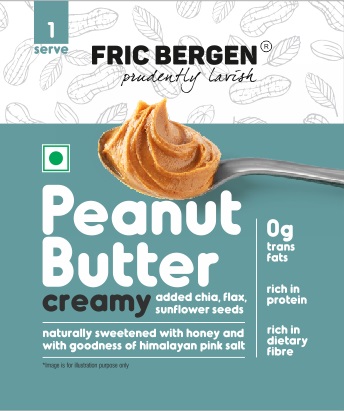 1
serve
FRIC BERGEN®
prudently lavish
Peanut
Butter
creamy
added chia, flax,
sunflower seeds
naturally sweetened with honey and
with goodness of himalayan pink salt
*Image is for illustration purpose only
0g
trans
fats
rich in
protein
rich in
dietary
fibre